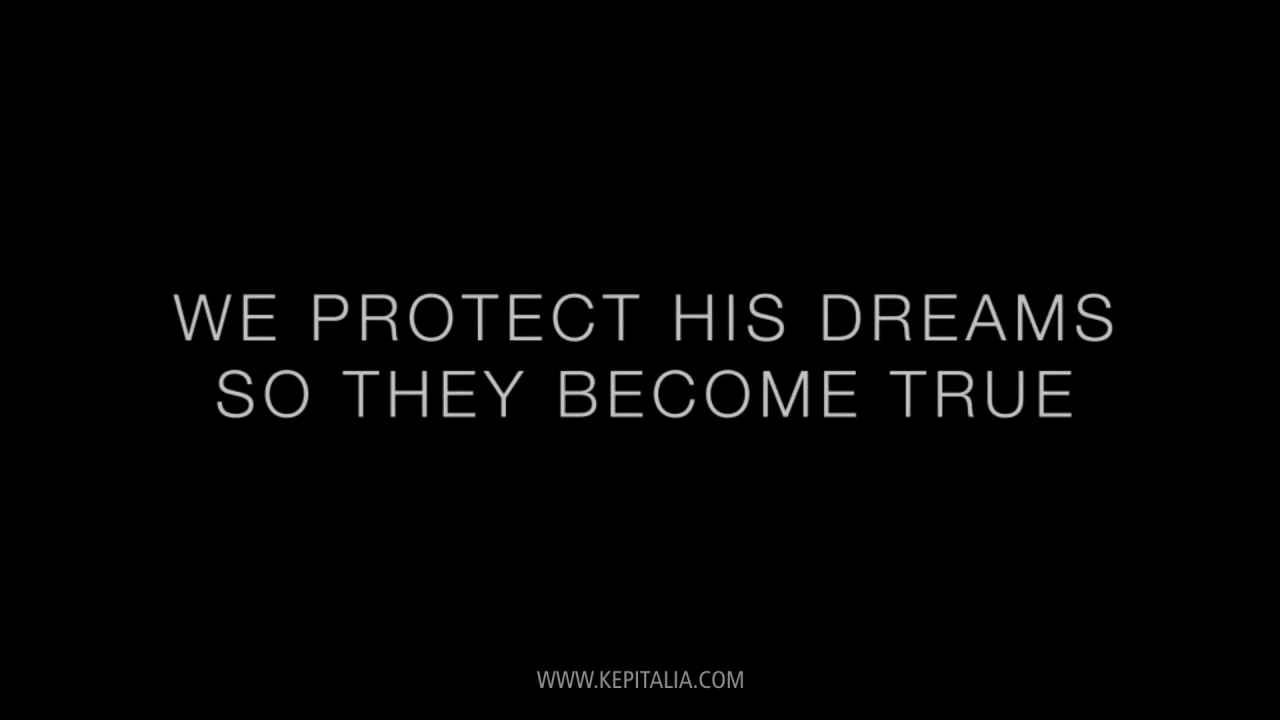 WE PROTECT HIS DREAMS
SO THEY BECOME TRUE
WWW.KEPITALIA.COM